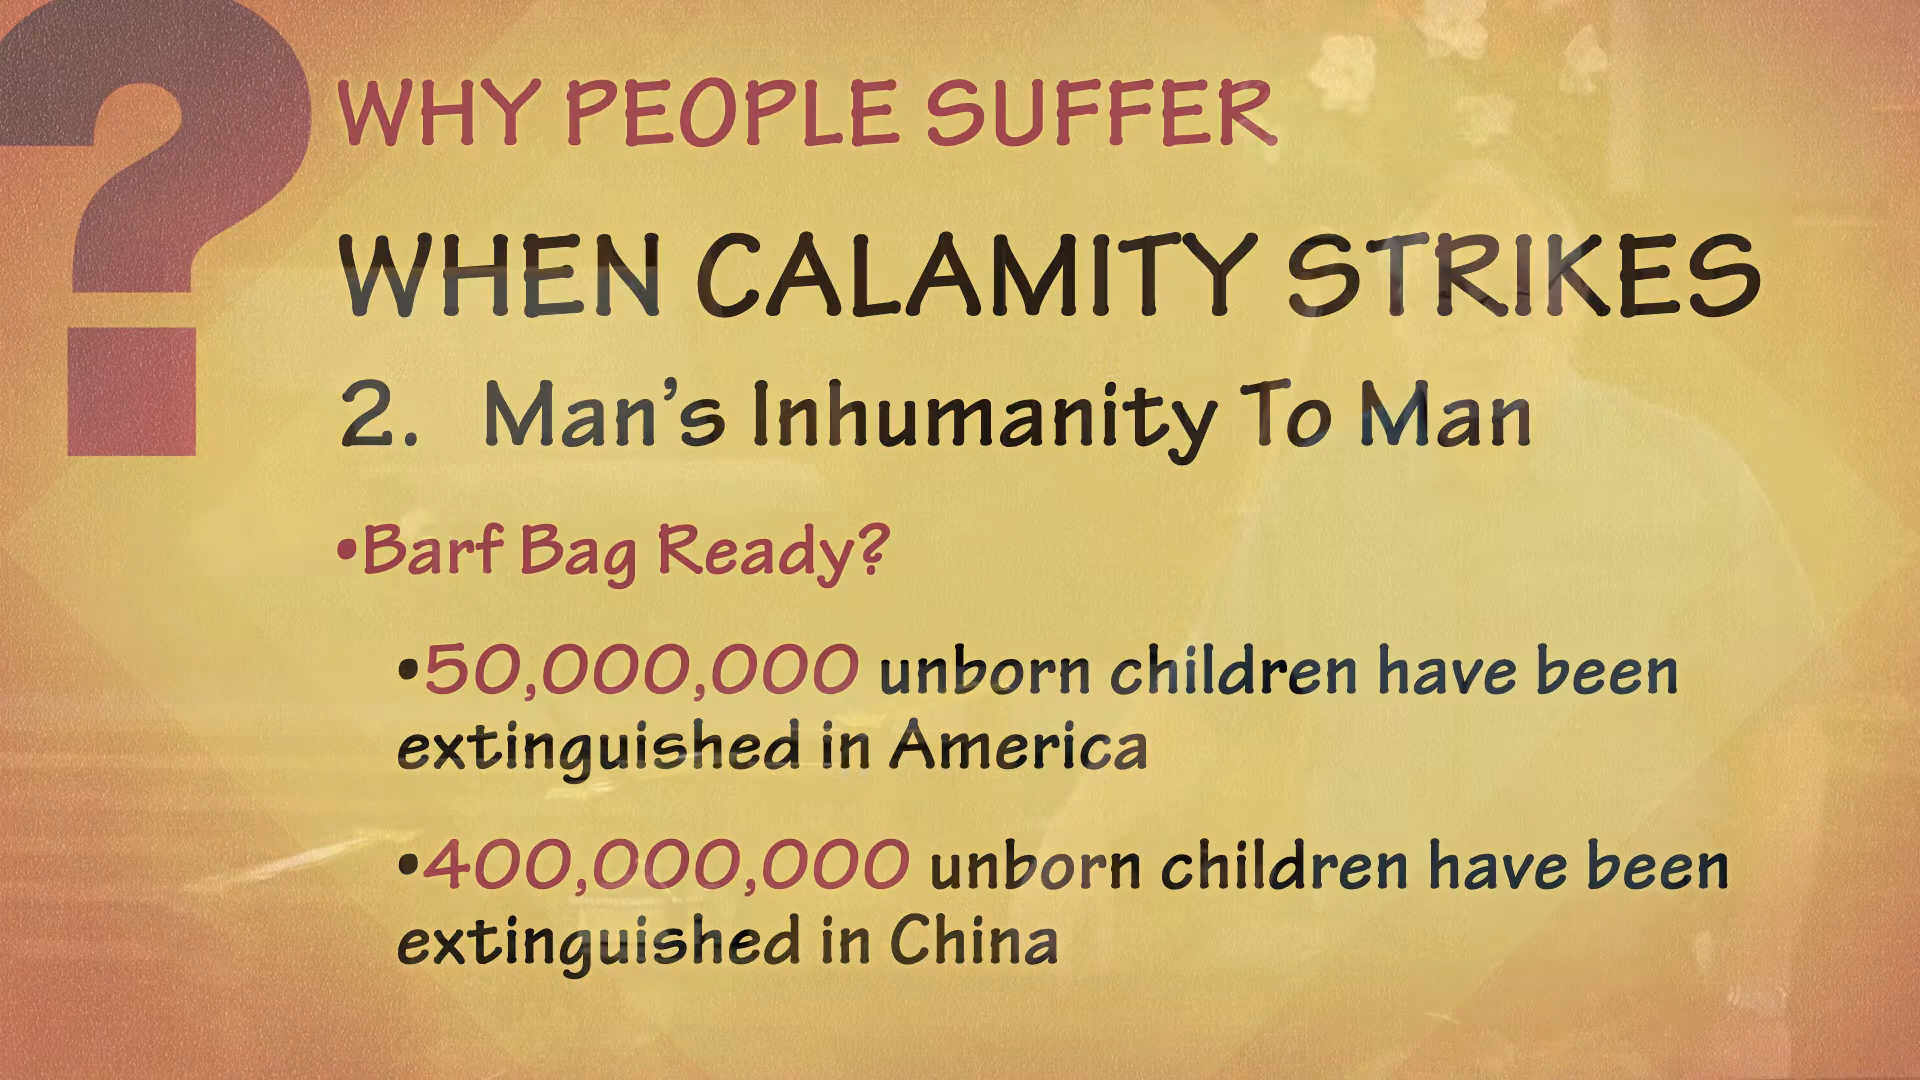 ?
WHY PEOPLE SUFFER
WHEN CALAMITY STRIKES
2. Man’s Inhumanity To Man
•Barf Bag Ready?
•50,000,000 unborn children have been
extinguished in America
•400,000,000 unborn children have been
extinguished in China